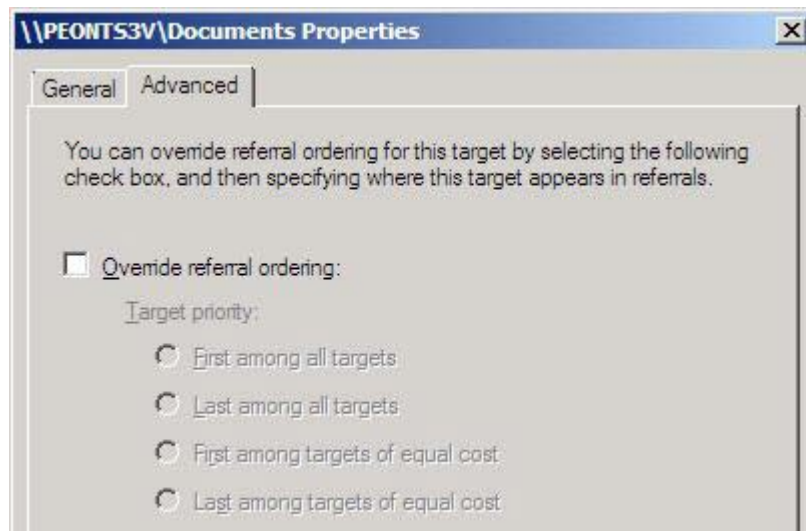 \\PEONTS3V\Documents Properties
General
Advanced
You can override referral ordering for this target by selecting the following
check box, and then specifying where this target appears in referrals.
Override referral ordering:
Target priority:
First among all targets
Last among all targets
First among targets of equal cost
Last among targets of equal cost